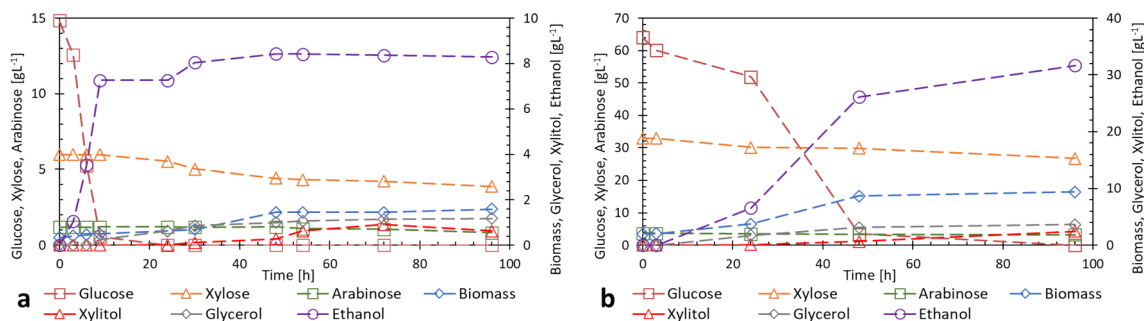 Glucose, Xylose, Arabinose [gL⁻¹]
15
10
5
0
10
8
6
4
2
0
Biomass, Glycerol, Xylitol, Ethanol [gL⁻¹]
0 20 40 60 80 100
Time [h]
a
Glucose Xylose Arabinose Biomass
Xylitol Glycerol Ethanol
Glucose, Xylose, Arabinose [gL⁻¹]
70
60
50
40
30
20
10
0
40
30
20
10
0
Biomass, Glycerol, Xylitol, Ethanol [gL⁻¹]
0 20 40 60 80 100
Time [h]
b
Glucose Xylose Arabinose Biomass
Xylitol Glycerol Ethanol